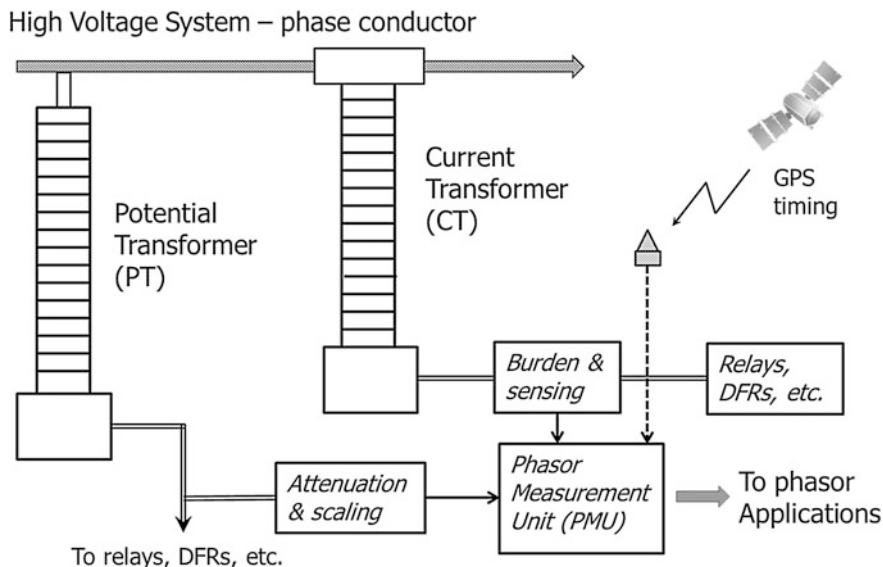 High Voltage System – phase conductor
Potential
Transformer
(PT)
Current
Transformer
(CT)
GPS
timing
Burden &
sensing
Relays,
DFRs, etc.
Attenuation
& scaling
Phasor
Measurement
Unit (PMU)
To phasor
Applications
To relays, DFRs, etc.